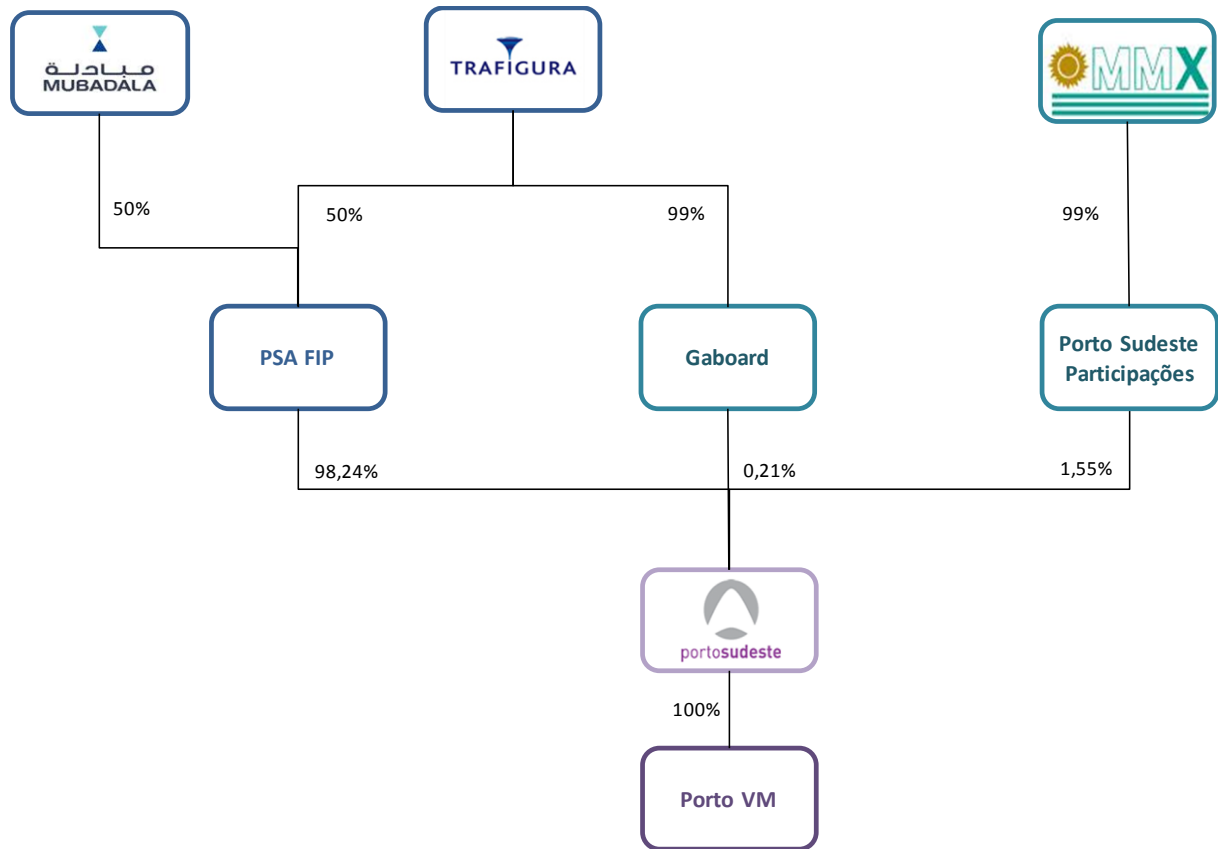 مبادلة
MUBADALA
TRAFIGURA
MMX
50%
50%
99%
99%
PSA FIP
Gaboard
Porto Sudeste
Participações
98,24%
0,21%
1,55%
portosudeste
100%
Porto VM